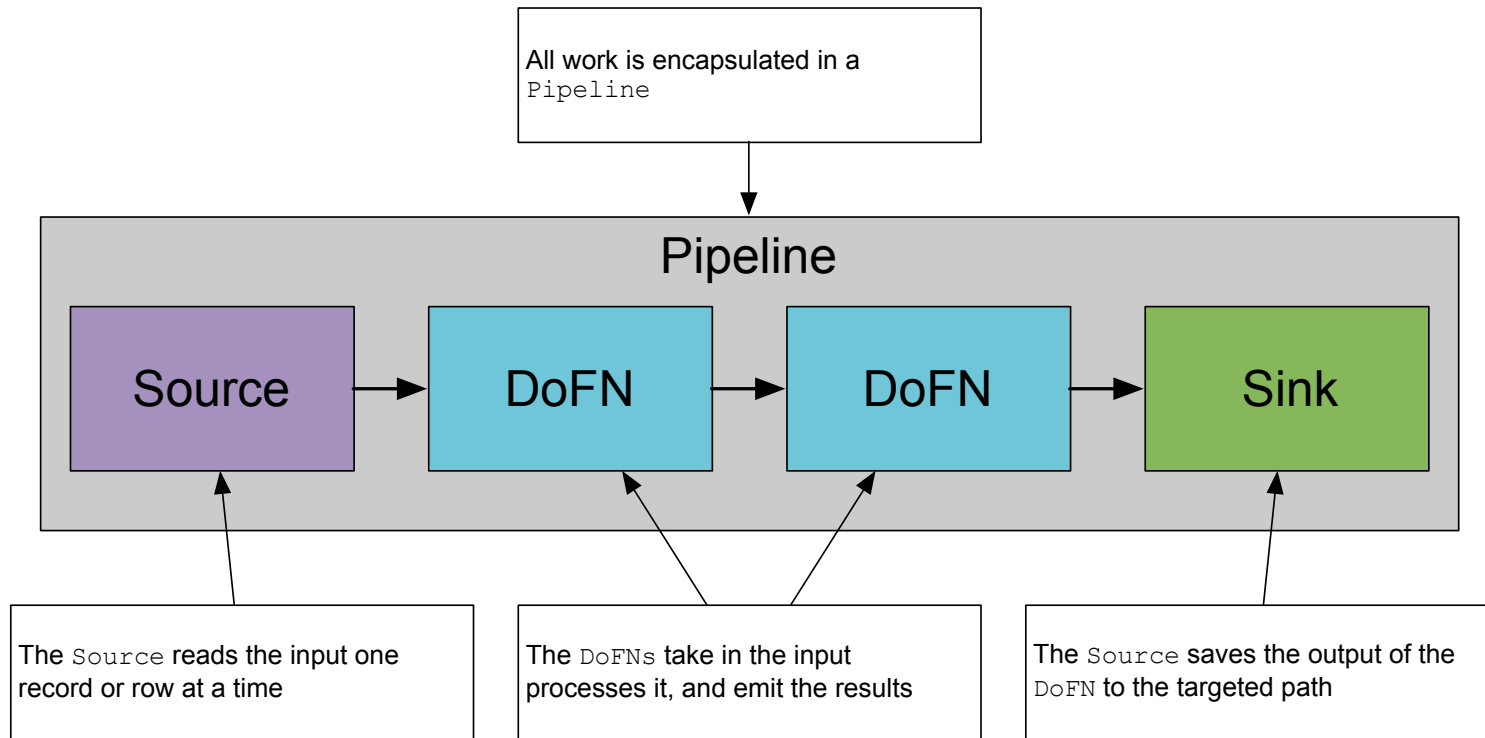 All work is encapsulated in a
Pipeline
Pipeline
Source
DoFN
DoFN
Sink
The Source reads the input one
record or row at a time
The DoFNs take in the input
processes it, and emit the results
The Source saves the output of the
DoFN to the targeted path